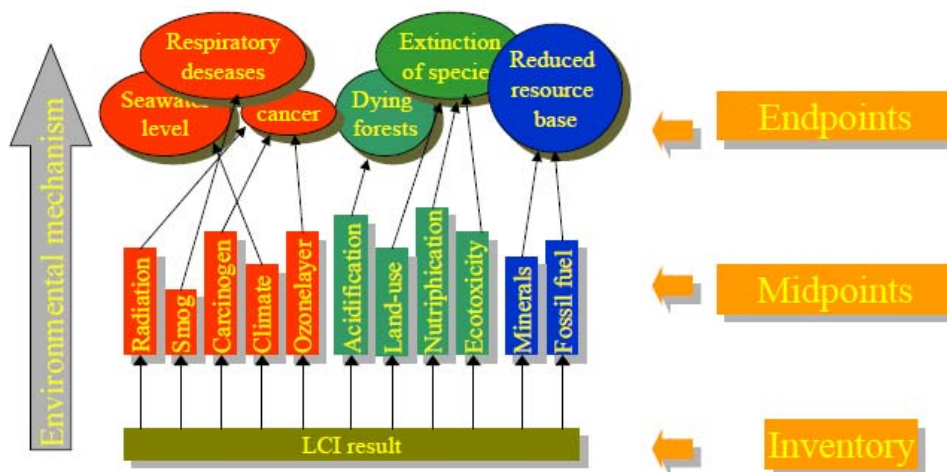 Environmental mechanism
Respiratory
deseases
Seawater
level
cancer
Extinction
of specie
Dying
forests
Reduced
resource
base
Endpoints
Radiation
Smog
Carcinogen
Climate
Ozonelayer
Acidification
Land-use
Nutriphication
Ecotoxicity
Minerals
Fossil fuel
Midpoints
LCI result
Inventory